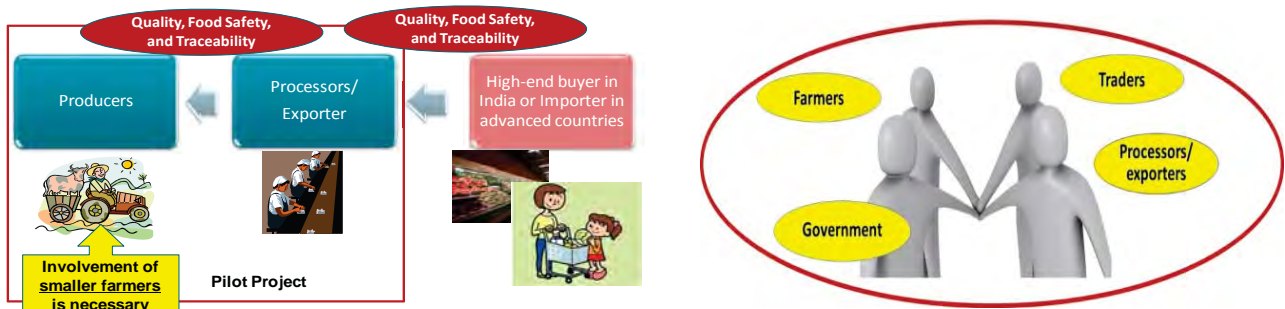 Quality, Food Safety,
and Traceability
Quality, Food Safety,
and Traceability
Producers
Processors/
Exporter
High-end buyer in
India or Importer in
advanced countries
Involvement of
smaller farmers
is necessary
Pilot Project
Farmers
Traders
Processors/
exporters
Government